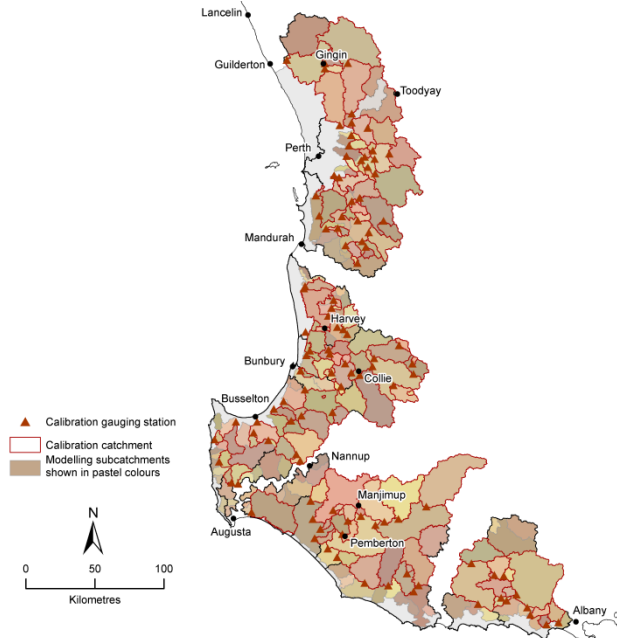 Lancelin
Gingin
Guilderton
Toodyay
Perth
Mandurah
Harvey
Bunbury
Collie
Busselton
Calibration gauging station
Calibration catchment
Modelling subcatchments
shown in pastel colours
Nannup
Manjimup
N
Augusta
Pemberton
0 50 100
Kilometres
Albany